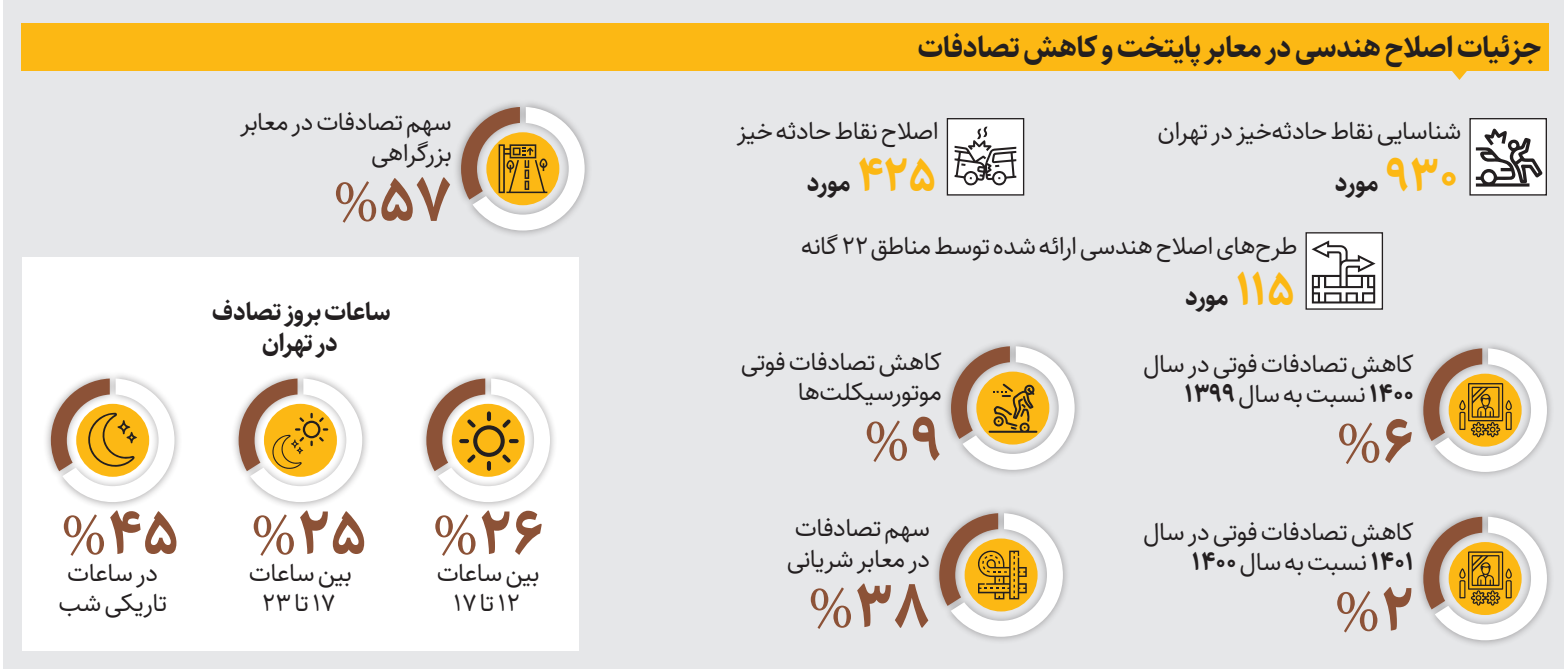 جزئیات اصلاح هندسی در معابر پایتخت و کاهش تصادفات
شناسایی نقاط حادثه‌خیز در تهران
۹۳۰ مورد
اصلاح نقاط حادثه خیز
۴۲۵ مورد
طرح‌های اصلاح هندسی ارائه شده توسط مناطق ۲۲ گانه
۱۱۵ مورد
کاهش تصادفات فوتی در سال
۱۴۰۰ نسبت به سال ۱۳۹۹
%۶
کاهش تصادفات فوتی
موتورسیکلت‌ها
%۹
کاهش تصادفات فوتی در سال
۱۴۰۱ نسبت به سال ۱۴۰۰
%۲
سهم تصادفات
در معابر شریانی
%۳۸
سهم تصادفات در معابر
بزرگراهی
%۵۷
ساعات بروز تصادف
در تهران
%۲۶
بین ساعات
۱۲ تا ۱۷
%۲۵
بین ساعات
۱۷ تا ۲۳
%۴۵
در ساعات
تاریکی شب